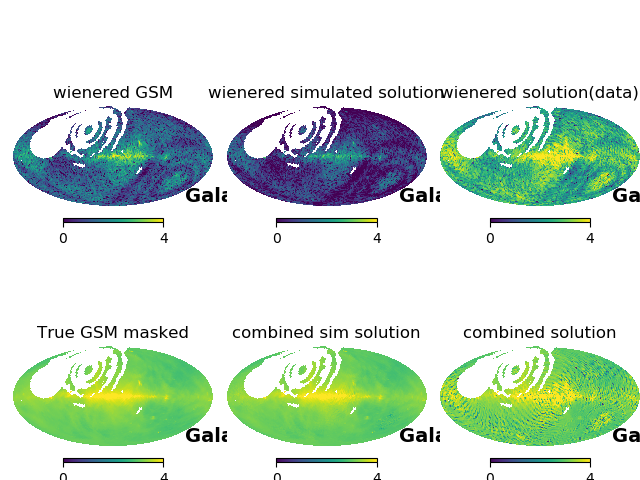 wienered GSM
wienered simulated solution
wienered solution(data)
Gala
Gala
Ga
0 4
0 4
0 4
True GSM masked
combined sim solution
combined solution
Gala
Gala
Ga
0 4
0 4
0 4